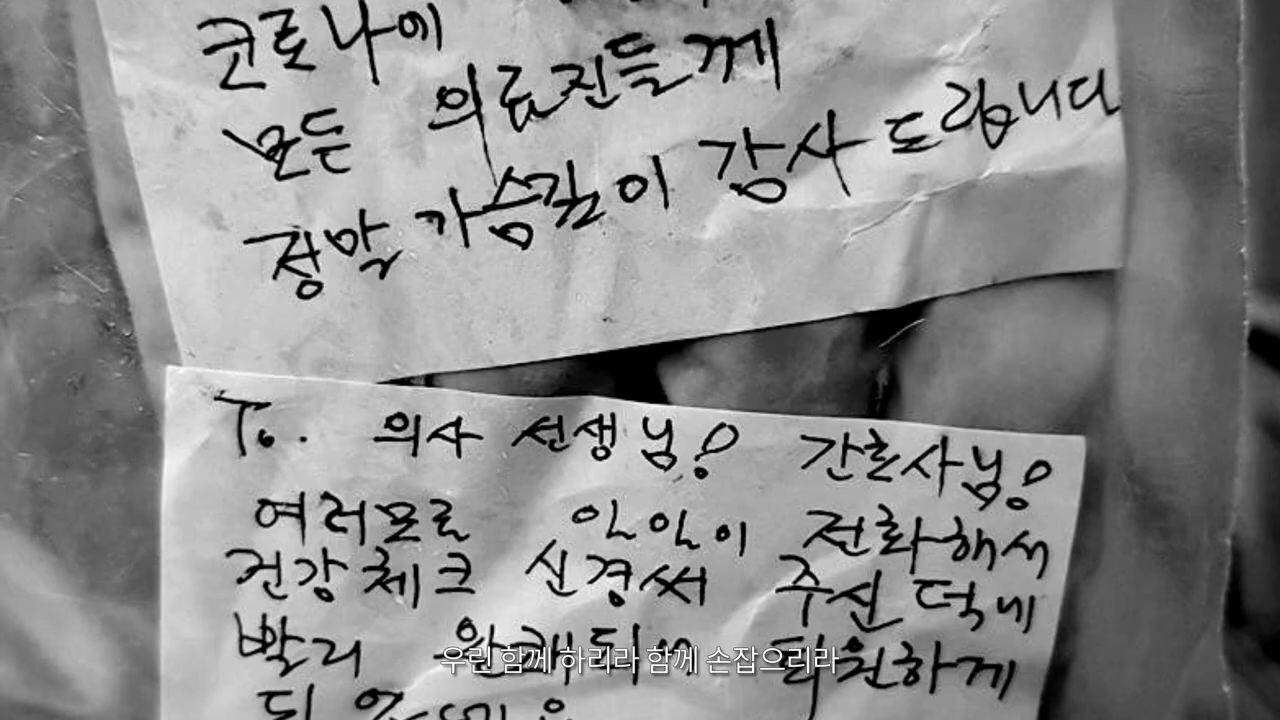 코로나에
모든 의료진들께
정말 가슴깊이 감사 드립니다
To. 의사 선생님! 간호사님!
여러모로 일일이 전화해서
건강체크 신경써 주신 덕에
빨리 완쾌되어 퇴원하게
우린 함께 하리라 함께 손잡으리라